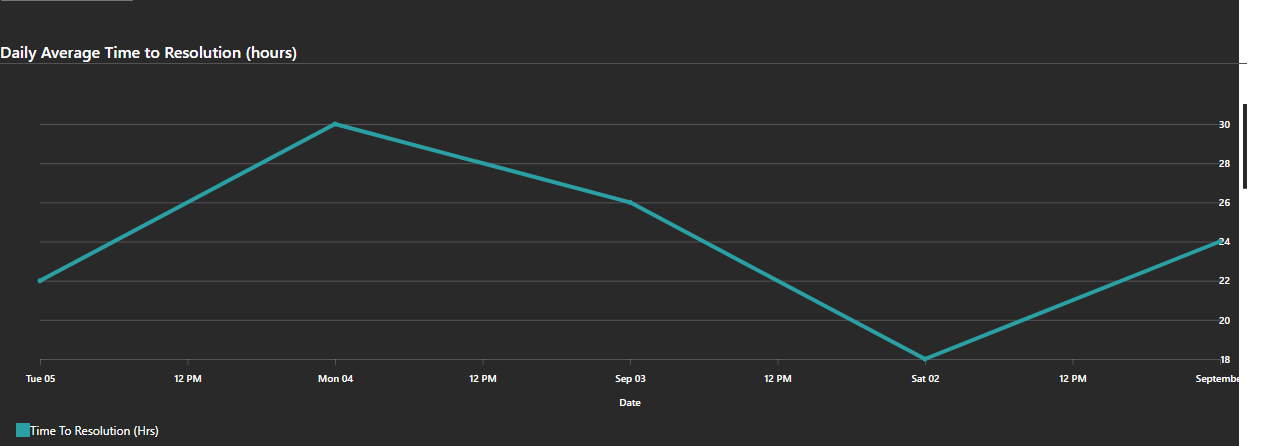 Daily Average Time to Resolution (hours)
30
28
26
24
22
20
18
Tue 05 12 PM Mon 04 12 PM Sep 03 12 PM Sat 02 12 PM Septembe
Date
Time To Resolution (Hrs)